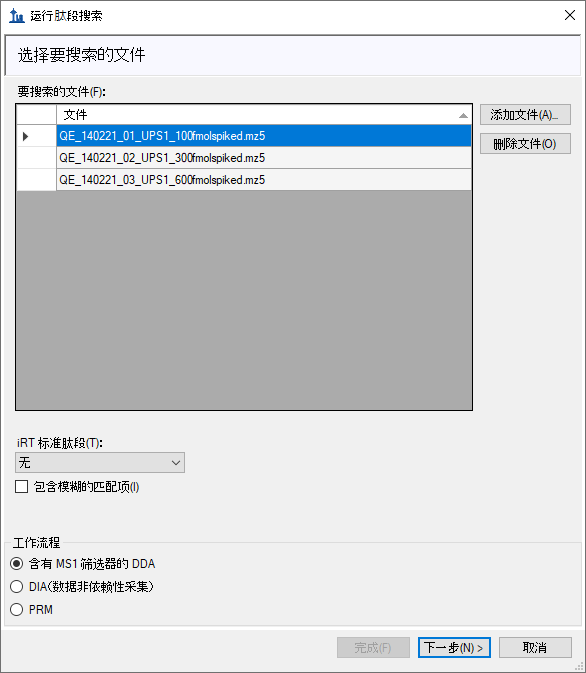 运行肽段搜索
选择要搜索的文件
要搜索的文件(F):
文件
添加文件(A)...
QE_140221_01_UPS1_100fmolspiked.mz5
删除文件(O)
QE_140221_02_UPS1_300fmolspiked.mz5
QE_140221_03_UPS1_600fmolspiked.mz5
iRT 标准肽段(T):
无
包含模糊的匹配项(I)
工作流程
含有 MS1 筛选器的 DDA
DIA(数据非依赖性采集)
PRM
完成(F)
下一步(N) >
取消